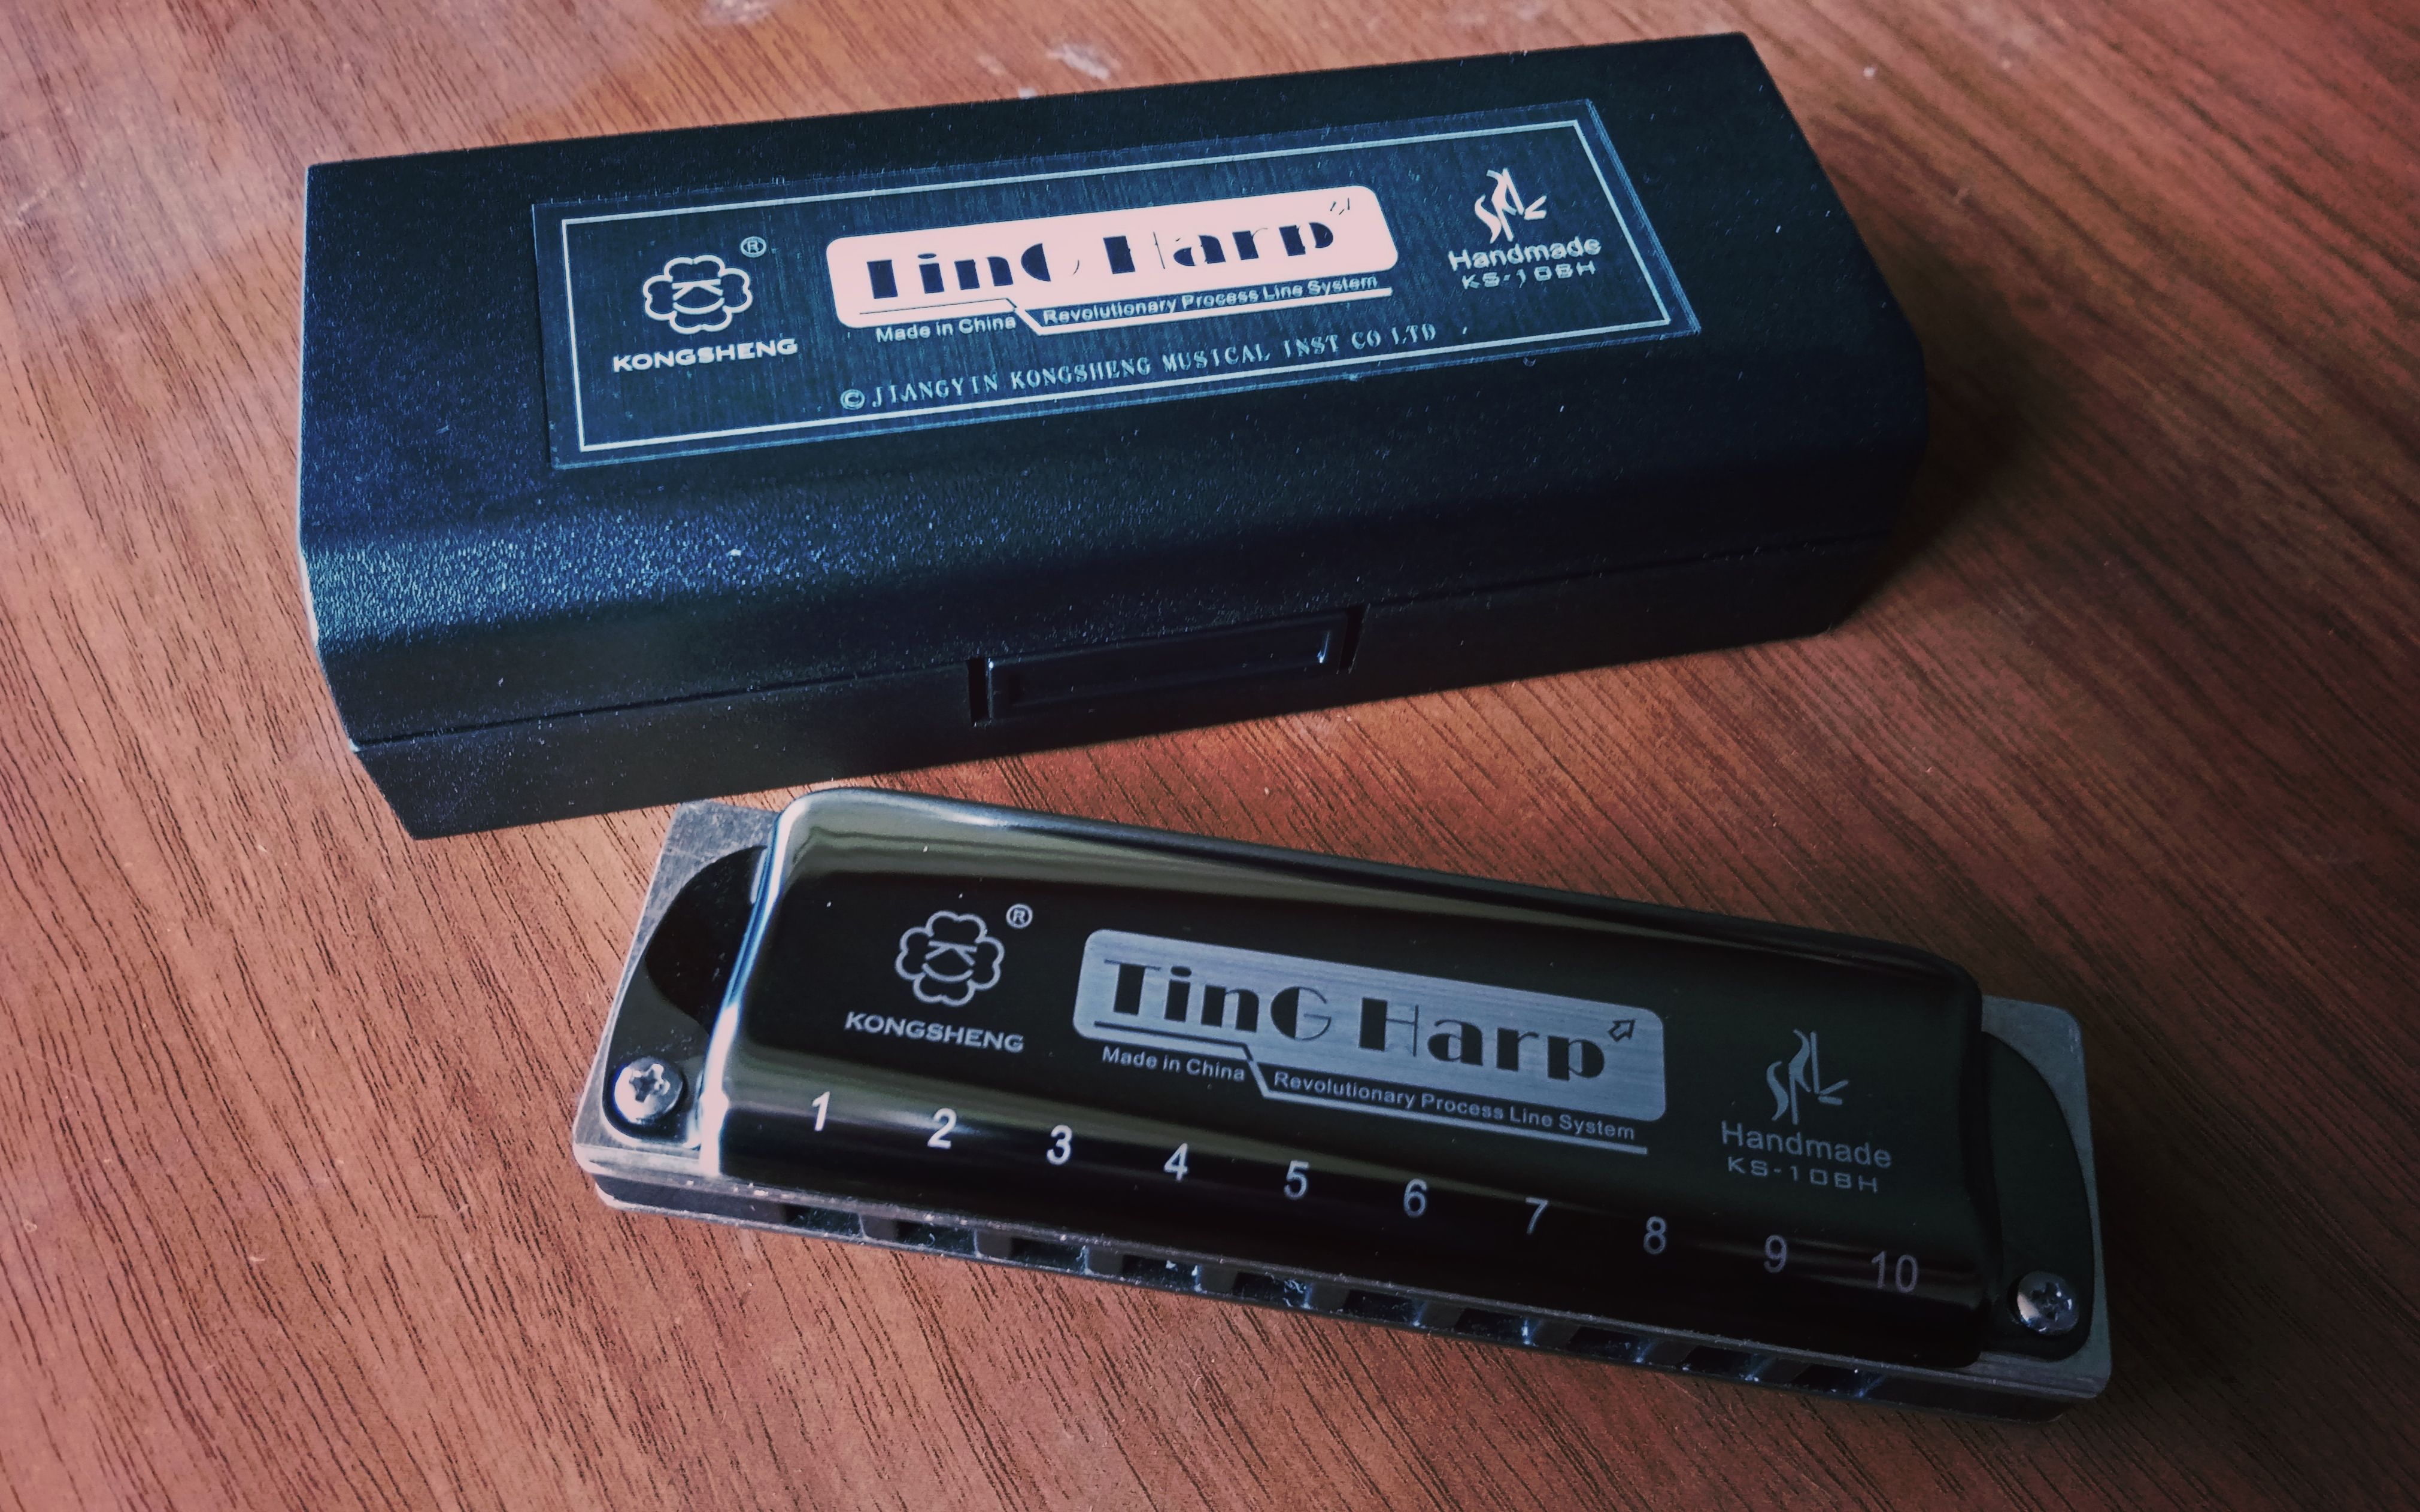 ®
KONGSHENG
TinG Harp
Made in China Revolutionary Process Line System
Handmade
KS-10BH
© JIANGYIN KONGSHENG MUSICAL INST CO LTD
®
KONGSHENG
TinG Harp
Made in China Revolutionary Process Line System
Handmade
KS-10BH
1 2 3 4 5 6 7 8 9 10